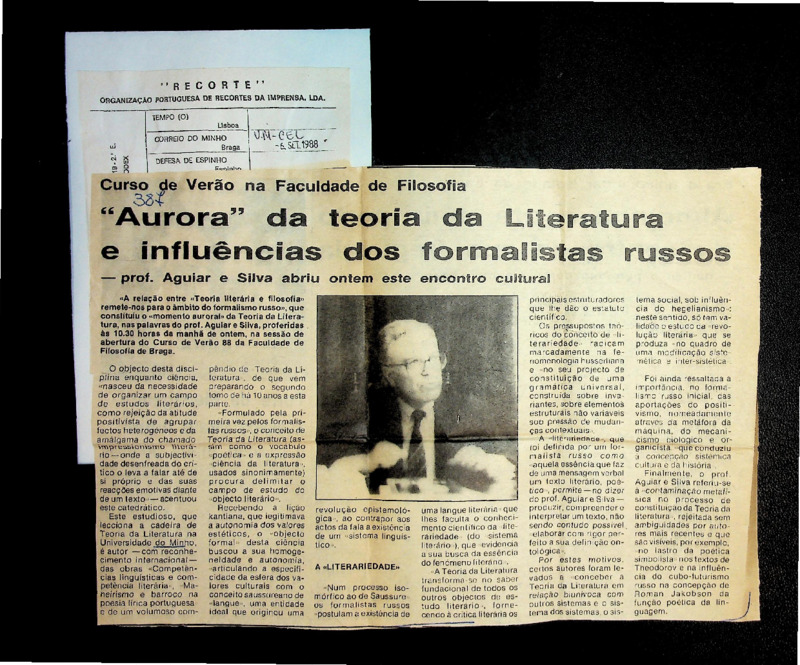 "RECORTE"
ORGANIZAÇÃO PORTUGUESA DE RECORTES DA IMPRENSA, LDA.
TEMPO (O)
Lisboa
CORREIO DO MINHO
Braga
DEFESA DE ESPINHO
UM-CEL
-6. SET. 1988
19-2.º E.
387
Curso de Verão na Faculdade de Filosofia
“Aurora” da teoria da Literatura
e influências dos formalistas russos
— prof. Aguiar e Silva abriu ontem este encontro cultural
«A relação entre «Teoria literária e filosofia»
remete-nos para o âmbito do formalismo russo», que
constituiu o «momento auroral» da Teoria da Litera-
tura, nas palavras do prof. Aguiar e Silva, proferidas
às 10.30 horas da manhã de ontem, na sessão de
abertura do Curso de Verão 88 da Faculdade de
Filosofia de Braga.
O objecto desta disci-
plina enquanto ciência,
«nasceu da necessidade
de organizar um campo
de estudos literários,
como rejeição da atitude
positivista de agrupar
factos heterogéneos e da
amálgama do chamado
impressionismo literá-
rio—onde a subjectivi-
dade desenfreada do crí-
tico o leva a falar até de
si próprio e das suas
reacções emotivas diante
de um texto»—acentuou
este catedrático.
Este estudioso, que
lecciona a cadeira de
Teoria da Literatura na
Universidade do Minho,
é autor —com reconhe-
cimento internacional—
das obras «Competên-
cias linguísticas e com-
petência literária», «Ma-
neirismo e barroco na
poesia lírica portuguesa»
e de um volumoso com-
pêndio de «Teoria da Li-
teratura», de que vem
preparando o segundo
tomo de há 10 anos a esta
parte.
«Formulado pela pri-
meira vez pelos formalis-
tas russos», o conceito de
Teoria da Literatura (as-
sim como o vocábulo
«poética» e a expressão
«ciência da literatura»,
usados sinonimamente)
procura delimitar o
campo de estudo do
«objecto literário».
Recebendo a lição
kantiana, que legitimava
a autonomia dos valores
estéticos, o «objecto
formal» desta ciência
buscou a sua homoge-
neidade e autonomia,
«articulando a especifi-
cidade da esfera dos va-
lores culturais com o
conceito saussureano de
«langue», uma entidade
ideal que originou uma
revolução epistemoló-
gica», ao contrapor aos
actos da fala a existência
de um «sistema linguís-
tico».
A «LITERARIEDADE»
«Num processo iso-
mórfico ao de Saussure
os formalistas russos
«postulam a existência de
uma langue literária» que
lhes faculta o conheci-
mento científico da «lite-
rariedade» (do sistema
literário»), que «evidencia
a sua busca da essência
do fenómeno literário».
«A Teoria da Literatura
transforma-se no saber
fundacional de todos os
outros objectos de es-
tudo literário», forne-
cendo à crítica literária os
principais estruturadores
que lhe dão o estatuto
científico.
Os pressupostos teó-
ricos do conceito de «li-
terariedade» radicem
marcadamente na fe-
nomenologia husserliana
e «no seu projecto de
constituição de uma
gramática universal,
construída sobre inva-
riantes, sobre elementos
estruturais não variáveis
sob pressão de mudan-
ças contextuais».
A «literariedade», que
foi definida por um for-
malista russo como
«aquela essência que faz
de uma mensagem verbal
um texto literário, poéti-
co», permite — no dizer
do prof. Aguiar e Silva —
produzir, compreender e
interpretar um texto, não
sendo contudo possível
«elaborar com rigor perfei-
to a sua definição on-
tológica».
Por estes motivos,
certos autores foram le-
vados a «conceber a
Teoria da Literatura em
relação biunívoca com
outros sistemas e o sis-
tema dos sistemas, o sis-
tema social, sob influên-
cia do hegelianismo»;
neste sentido, só tem va-
lidade o estudo da «revo-
lução literária» que se
produza «no quadro de
uma modificação siste-
mética e inter-sistética.
Foi ainda ressaltada a
importância, no forma-
lismo russo inicial, das
aportações do positi-
vismo, nomeadamente
através da metáfora da
máquina, do mecani-
cismo biológico e or-
ganicista «que conduziu
à concepção sistémica
cultura e da história».
Finalmente, o prof.
Aguiar e Silva referiu-se
à «contaminação metafí-
sica no processo de
constituição da Teoria da
literatura», rejeitada sem
ambiguidades por auto-
res mais recentes e que
são visíveis, por exemplo,
«no lastro da poética
simbolista» nos textos de
Theodorov e na influência
do cubo-futurismo
russo na concepção de
Roman Jakobson da
função poética da
linguagem.